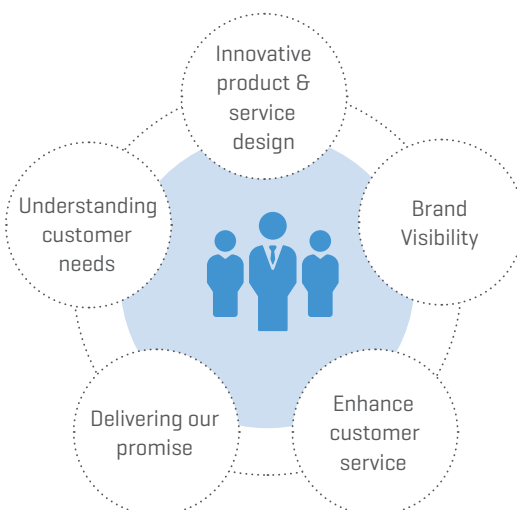 Innovative
product &
service
design
Brand
Visibility
Enhance
customer
service
Delivering our
promise
Understanding
customer
needs